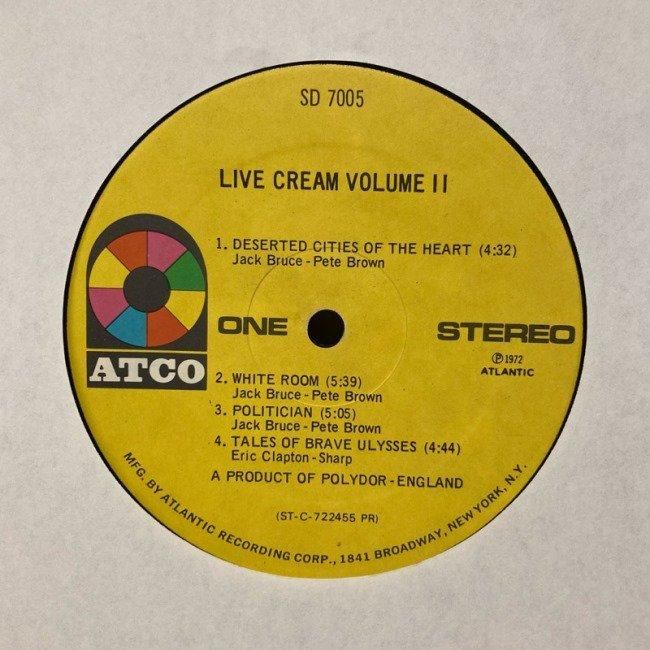 SD 7005
LIVE CREAM VOLUME II
1. DESERTED CITIES OF THE HEART (4:32)
Jack Bruce - Pete Brown
ATCO
ONE
STEREO
Ⓟ 1972
ATLANTIC
2. WHITE ROOM (5:39)
Jack Bruce - Pete Brown
3. POLITICIAN (5:05)
Jack Bruce - Pete Brown
4. TALES OF BRAVE ULYSSES (4:44)
Eric Clapton - Sharp
A PRODUCT OF POLYDOR - ENGLAND
(ST-C-722455 PR)
MFG. BY ATLANTIC RECORDING CORP., 1841 BROADWAY, NEW YORK, N.Y.